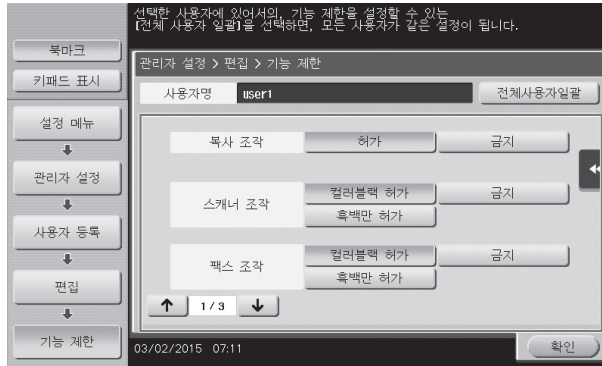 선택한 사용자에 있어서의, 기능 제한을 설정할 수 있는
[전체 사용자 일괄]을 선택하면, 모든 사용자가 같은 설정이 됩니다.
북마크
키패드 표시
설정 메뉴
관리자 설정
사용자 등록
편집
기능 제한
관리자 설정 > 편집 > 기능 제한
사용자명 user1 전체사용자일괄
복사 조작 허가 금지
스캐너 조작 컬러블랙 허가 금지
흑백만 허가
팩스 조작 컬러블랙 허가 금지
흑백만 허가
↑ 1/3 ↓
03/02/2015 07:11 확인